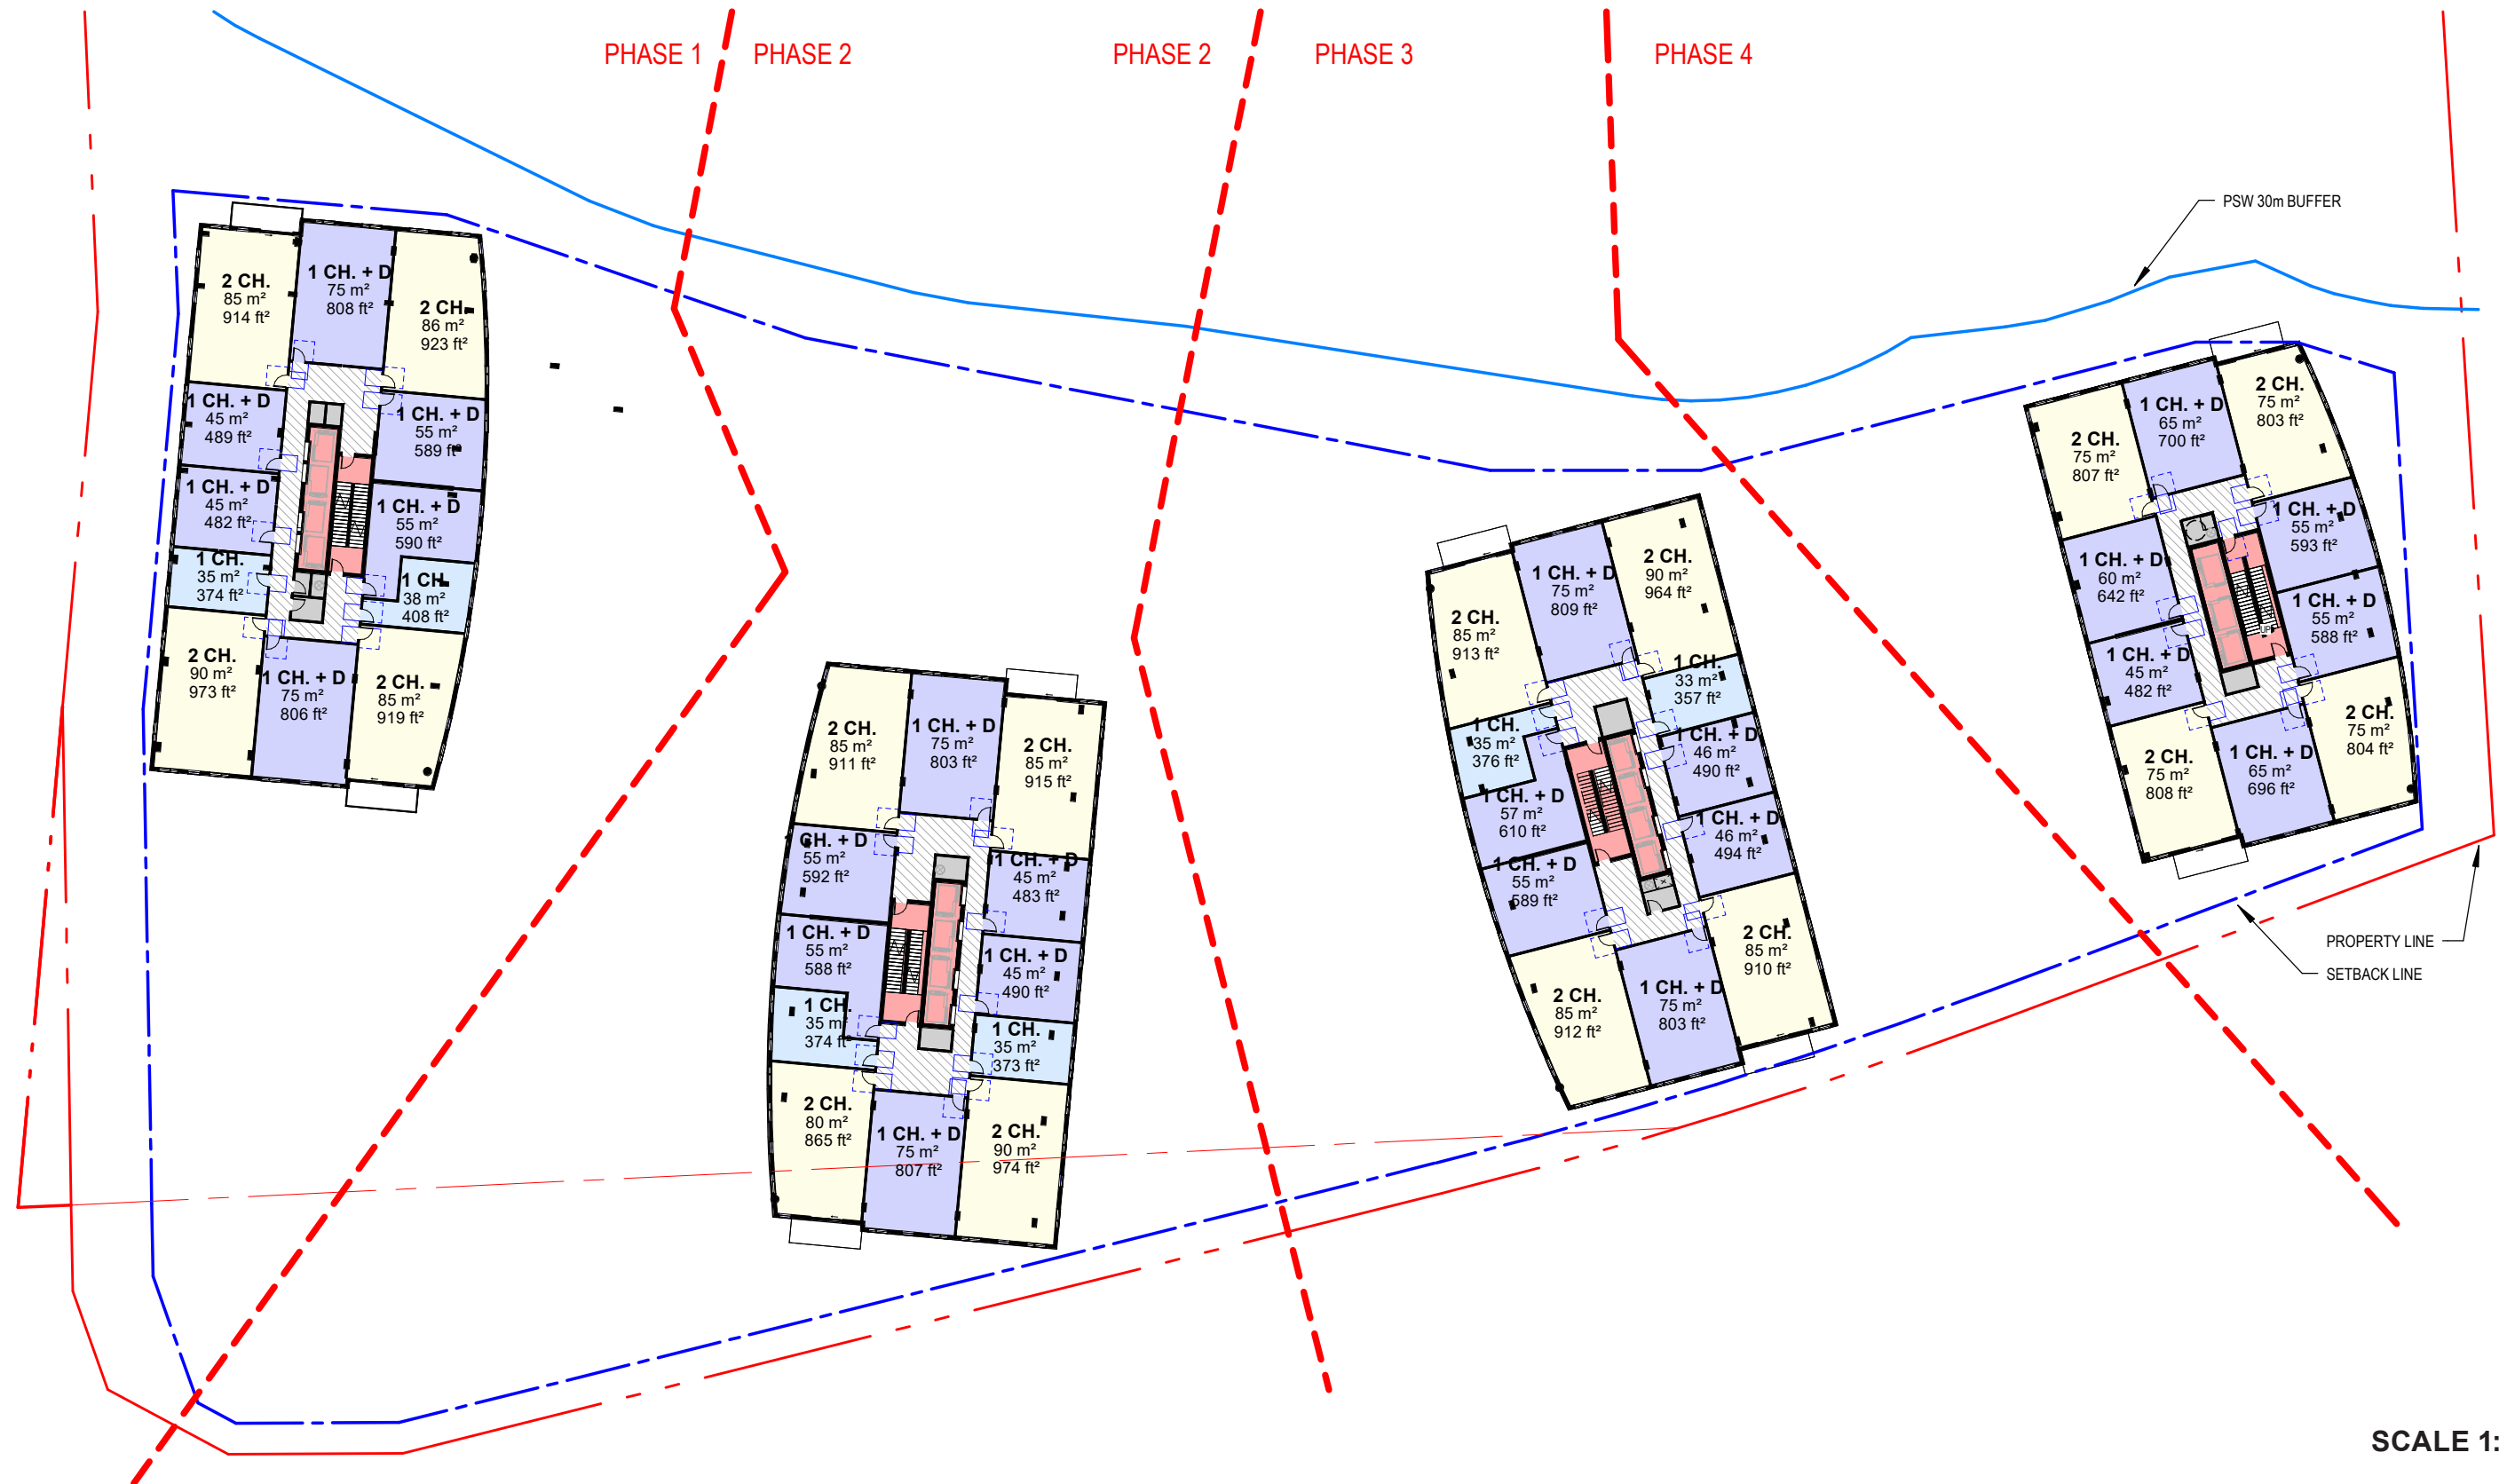 PHASE 1
PHASE 2
PHASE 2
PHASE 3
PHASE 4
PSW 30m BUFFER
2 CH.
85 m²
914 ft²
1 CH. + D
75 m²
808 ft²
2 CH.
86 m²
923 ft²
1 CH. + D
45 m²
489 ft²
1 CH. + D
55 m²
589 ft²
1 CH. + D
45 m²
482 ft²
1 CH. + D
55 m²
590 ft²
1 CH.
35 m²
374 ft²
1 CH.
38 m²
408 ft²
2 CH.
90 m²
973 ft²
1 CH. + D
75 m²
806 ft²
2 CH.
85 m²
919 ft²
2 CH.
85 m²
911 ft²
1 CH. + D
75 m²
803 ft²
2 CH.
85 m²
915 ft²
1 CH. + D
55 m²
592 ft²
1 CH. + D
45 m²
483 ft²
1 CH. + D
55 m²
588 ft²
1 CH. + D
45 m²
490 ft²
1 CH.
35 m²
374 ft²
1 CH.
35 m²
373 ft²
2 CH.
80 m²
865 ft²
1 CH. + D
75 m²
807 ft²
2 CH.
90 m²
974 ft²
2 CH.
85 m²
913 ft²
1 CH. + D
75 m²
809 ft²
2 CH.
90 m²
964 ft²
1 CH.
33 m²
357 ft²
1 CH.
35 m²
376 ft²
1 CH. + D
46 m²
490 ft²
1 CH. + D
57 m²
610 ft²
1 CH. + D
46 m²
494 ft²
1 CH. + D
55 m²
589 ft²
2 CH.
85 m²
910 ft²
2 CH.
85 m²
912 ft²
1 CH. + D
75 m²
803 ft²
2 CH.
75 m²
807 ft²
1 CH. + D
65 m²
700 ft²
2 CH.
75 m²
803 ft²
1 CH. + D
55 m²
593 ft²
1 CH. + D
60 m²
642 ft²
1 CH. + D
55 m²
588 ft²
UP
1 CH. + D
45 m²
482 ft²
2 CH.
75 m²
804 ft²
2 CH.
75 m²
808 ft²
1 CH. + D
65 m²
696 ft²
PROPERTY LINE
SETBACK LINE
SCALE 1: